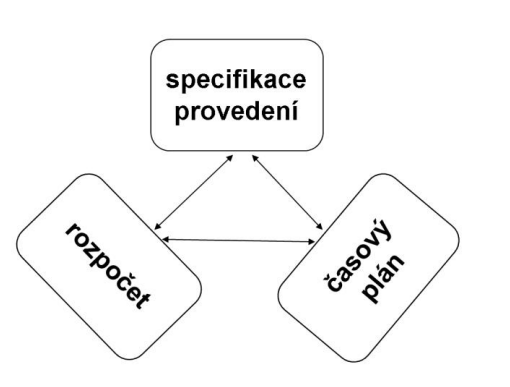 specifikace
provedení
rozpočet
časový
plán